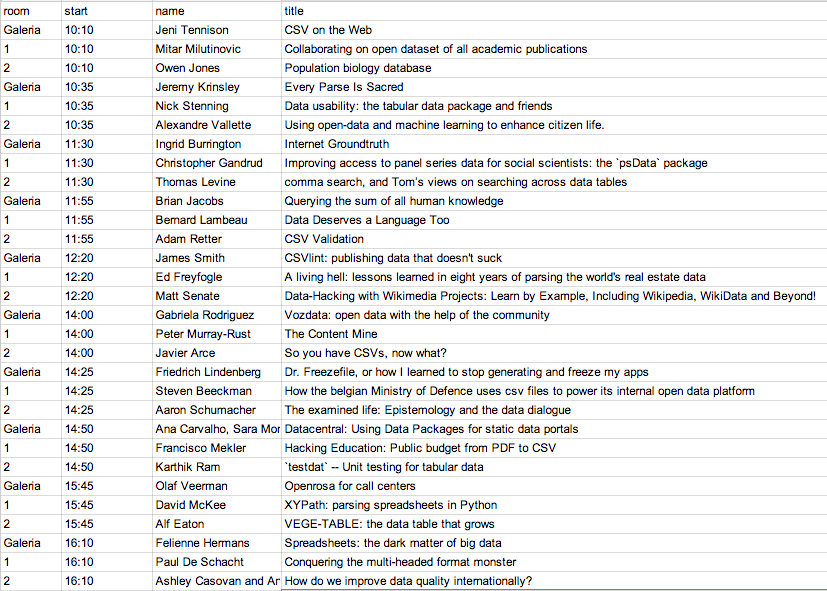 room start name title
Galeria 10:10 Jeni Tennison CSV on the Web
1 10:10 Mitar Milutinovic Collaborating on open dataset of all academic publications
2 10:10 Owen Jones Population biology database
Galeria 10:35 Jeremy Krinsley Every Parse Is Sacred
1 10:35 Nick Stenning Data usability: the tabular data package and friends
2 10:35 Alexandre Vallette Using open-data and machine learning to enhance citizen life.
Galeria 11:30 Ingrid Burrington Internet Groundtruth
1 11:30 Christopher Gandrud Improving access to panel series data for social scientists: the `psData` package
2 11:30 Thomas Levine comma search, and Tom's views on searching across data tables
Galeria 11:55 Brian Jacobs Querying the sum of all human knowledge
1 11:55 Bernard Lambeau Data Deserves a Language Too
2 11:55 Adam Retter CSV Validation
Galeria 12:20 James Smith CSVlint: publishing data that doesn't suck
1 12:20 Ed Freyfogle A living hell: lessons learned in eight years of parsing the world's real estate data
2 12:20 Matt Senate Data-Hacking with Wikimedia Projects: Learn by Example, Including Wikipedia, WikiData and Beyond!
Galeria 14:00 Gabriela Rodriguez Vozdata: open data with the help of the community
1 14:00 Peter Murray-Rust The Content Mine
2 14:00 Javier Arce So you have CSVs, now what?
Galeria 14:25 Friedrich Lindenberg Dr. Freezefile, or how I learned to stop generating and freeze my apps
1 14:25 Steven Beeckman How the belgian Ministry of Defence uses csv files to power its internal open data platform
2 14:25 Aaron Schumacher The examined life: Epistemology and the data dialogue
Galeria 14:50 Ana Carvalho, Sara Mor Datacentral: Using Data Packages for static data portals
1 14:50 Francisco Mekler Hacking Education: Public budget from PDF to CSV
2 14:50 Karthik Ram `testdat` -- Unit testing for tabular data
Galeria 15:45 Olaf Veerman Openrosa for call centers
1 15:45 David McKee XYPath: parsing spreadsheets in Python
2 15:45 Alf Eaton VEGE-TABLE: the data table that grows
Galeria 16:10 Felienne Hermans Spreadsheets: the dark matter of big data
1 16:10 Paul De Schacht Conquering the multi-headed format monster
2 16:10 Ashley Casovan and An How do we improve data quality internationally?